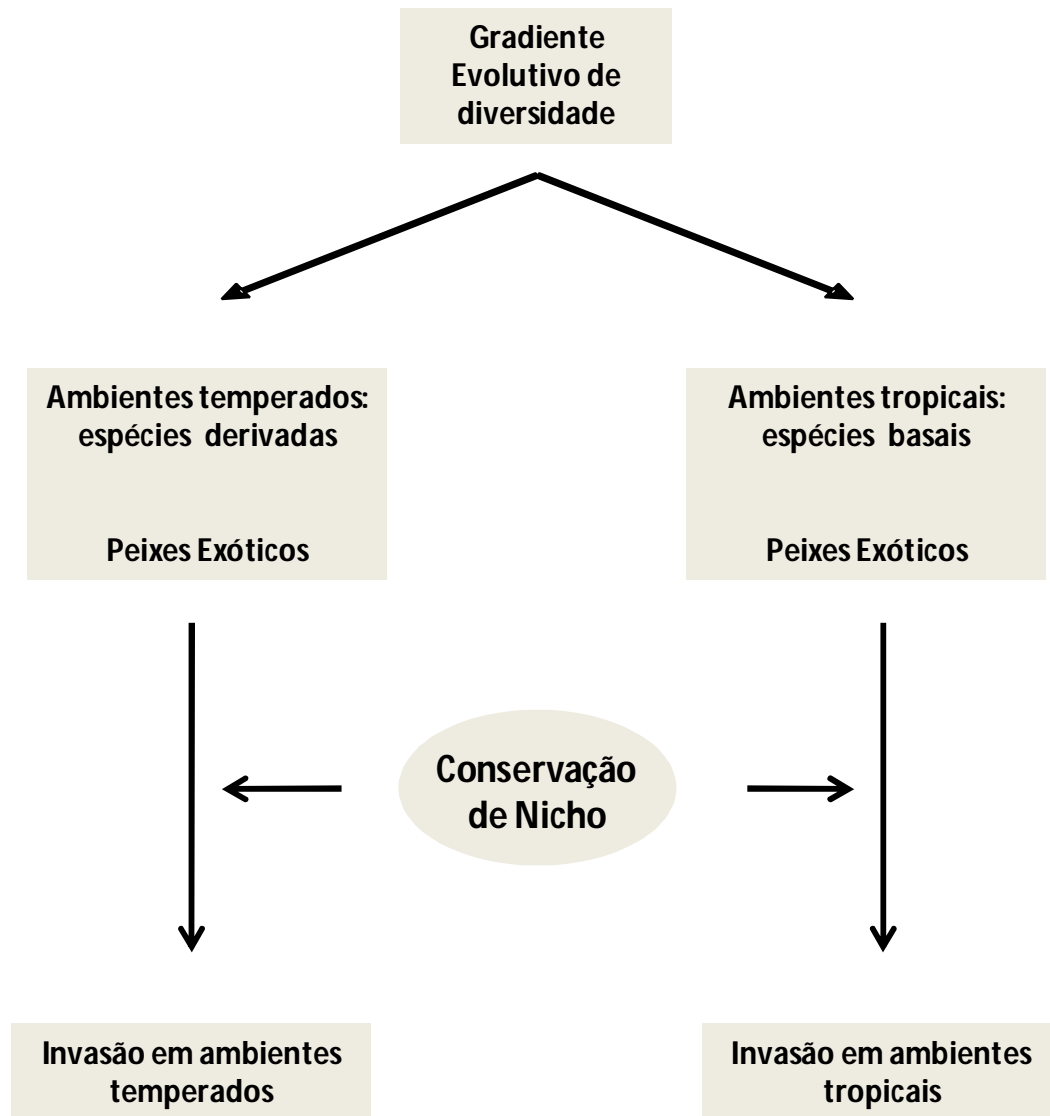 Gradiente
Evolutivo de
diversidade
Ambientes temperados:
espécies derivadas
Peixes Exóticos
Ambientes tropicais:
espécies basais
Peixes Exóticos
Conservação
de Nicho
Invasão em ambientes
temperados
Invasão em ambientes
tropicais